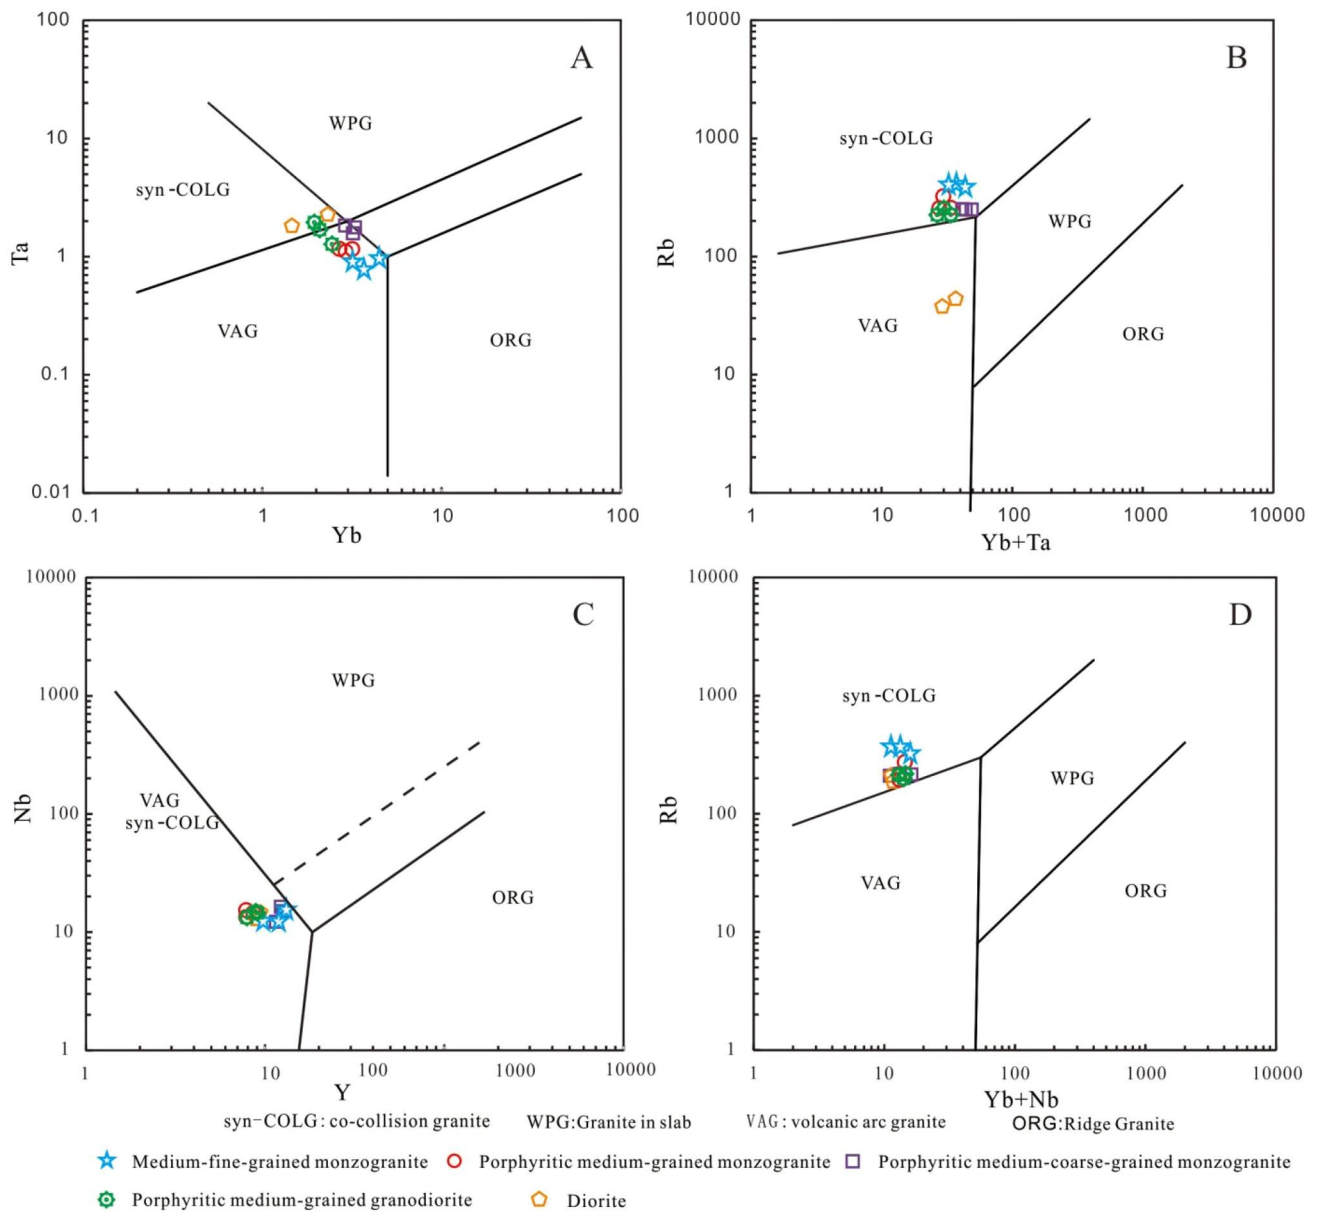 100
10
1
0.1
0.01
0.1
1
10
100
Ta
Yb
A
WPG
syn-COLG
VAG
ORG
10000
1000
100
10
1
1
10
100
1000
10000
Rb
Yb+Ta
B
syn-COLG
WPG
VAG
ORG
10000
1000
100
10
1
1
10
100
1000
10000
Nb
Y
C
WPG
VAG
syn-COLG
ORG
10000
1000
100
10
1
1
10
100
1000
10000
Rb
Yb+Nb
D
syn-COLG
WPG
VAG
ORG
syn-COLG: co-collision granite WPG:Granite in slab VAG: volcanic arc granite ORG:Ridge Granite
Medium-fine-grained monzogranite Porphyritic medium-grained monzogranite Porphyritic medium-coarse-grained monzogranite
Porphyritic medium-grained granodiorite Diorite